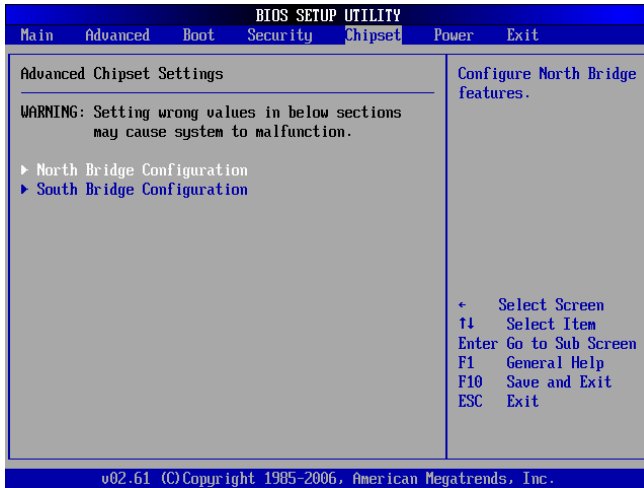 BIOS SETUP UTILITY
Main Advanced Boot Security Chipset Power Exit
Advanced Chipset Settings
WARNING: Setting wrong values in below sections
may cause system to malfunction.
▶ North Bridge Configuration
▶ South Bridge Configuration
Configure North Bridge
features.
← Select Screen
↑↓ Select Item
Enter Go to Sub Screen
F1 General Help
F10 Save and Exit
ESC Exit
v02.61 (C)Copyright 1985-2006, American Megatrends, Inc.